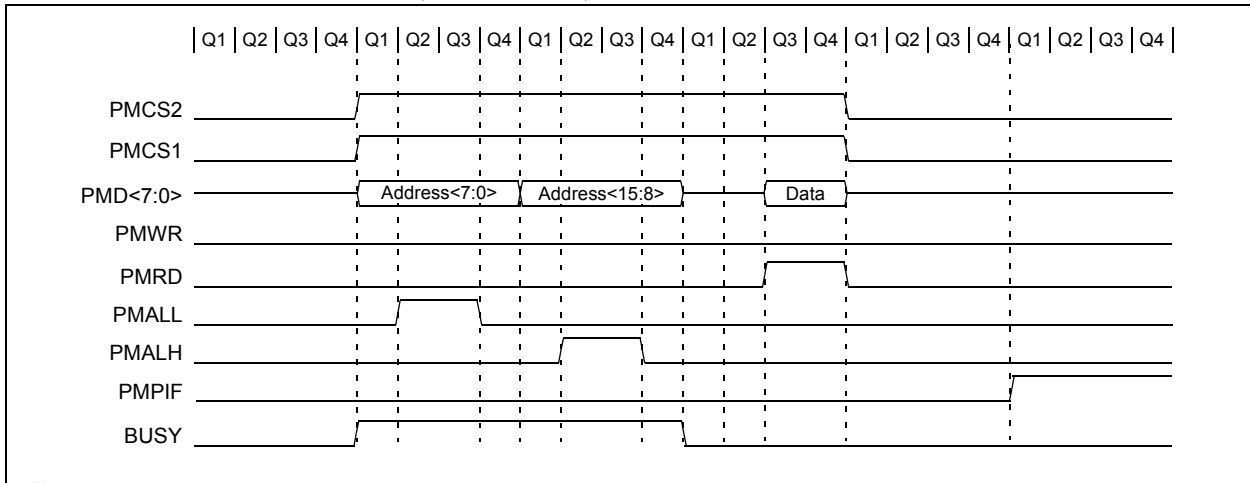 Q1 Q2 Q3 Q4 Q1 Q2 Q3 Q4 Q1 Q2 Q3 Q4 Q1 Q2 Q3 Q4 Q1 Q2 Q3 Q4 Q1 Q2 Q3 Q4
PMCS2
PMCS1
PMD<7:0> Address<7:0> Address<15:8> Data
PMWR
PMRD
PMALL
PMALH
PMPIF
BUSY